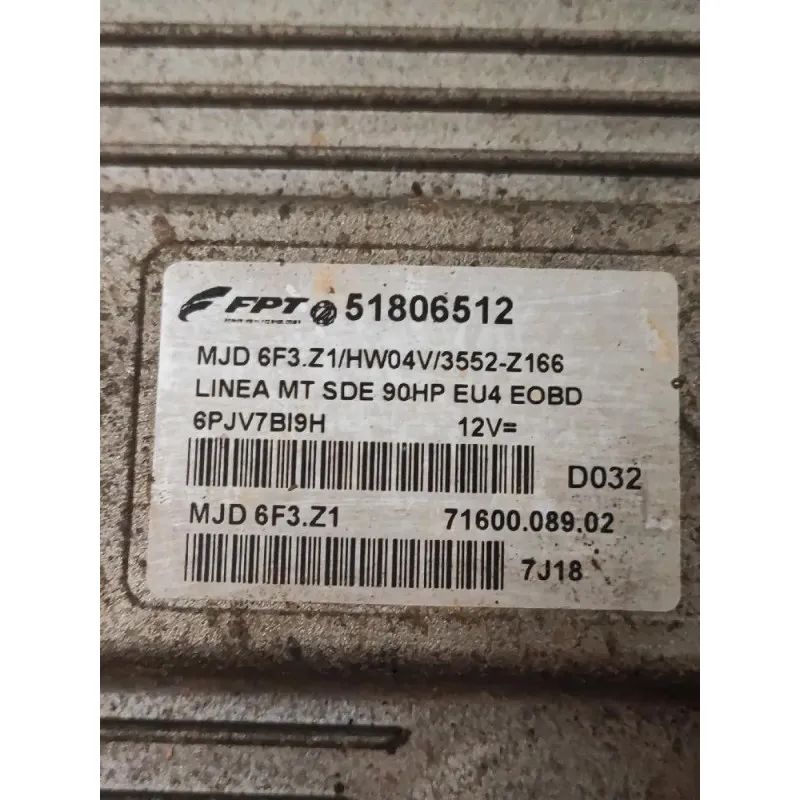 FPT 51806512
MJD 6F3.Z1/HW04V/3552-Z166
LINEA MT SDE 90HP EU4 EOBD
6PJV7BI9H 12V=
D032
MJD 6F3.Z1 71600.089.02
7J18